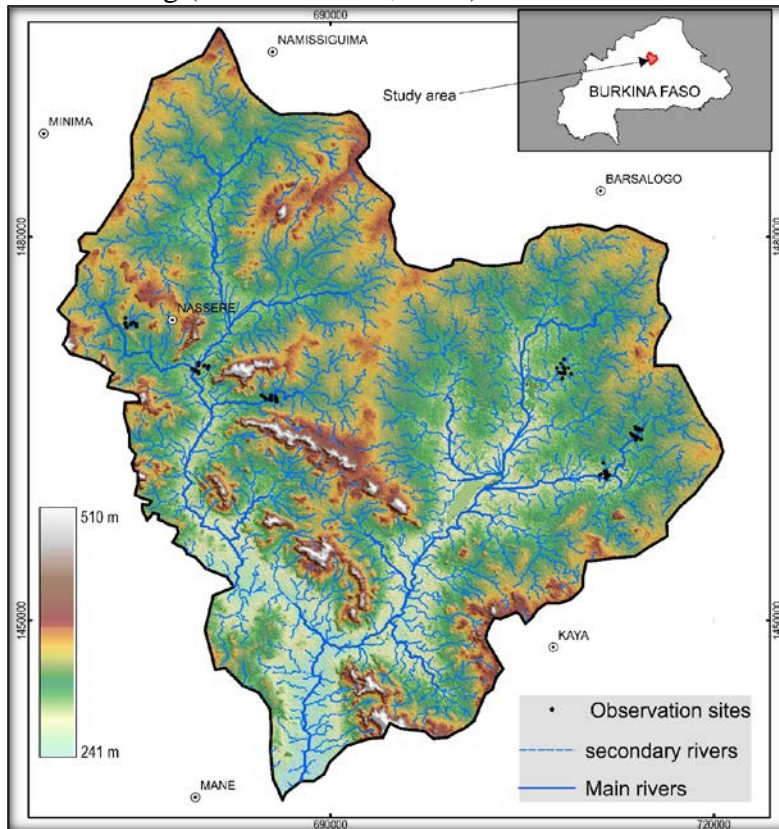 690000
NAMISSIGUIMA
Study area
BURKINA FASO
MINIMA
BARSALOGO
1480000
1480000
NASSERE
510 m
241 m
1450000
1450000
KAYA
Observation sites
secondary rivers
Main rivers
MANE
690000
720000